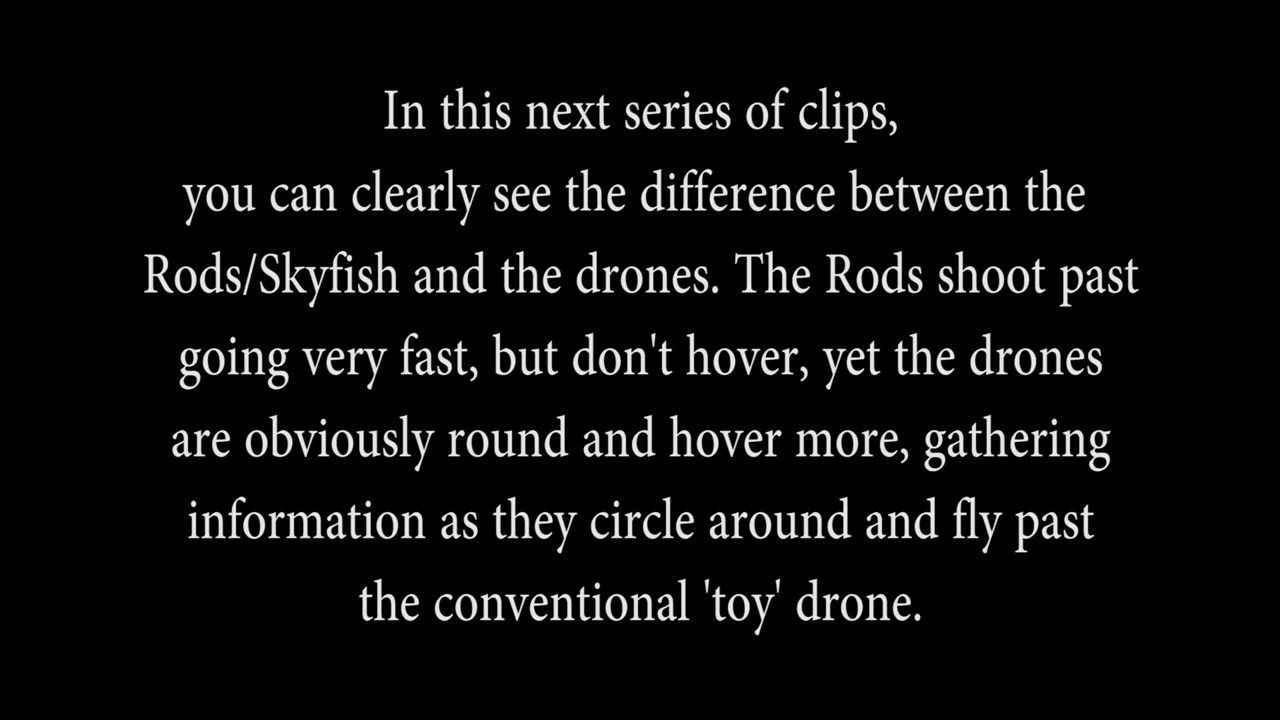 In this next series of clips,
you can clearly see the difference between the
Rods/Skyfish and the drones. The Rods shoot past
going very fast, but don't hover, yet the drones
are obviously round and hover more, gathering
information as they circle around and fly past
the conventional 'toy' drone.